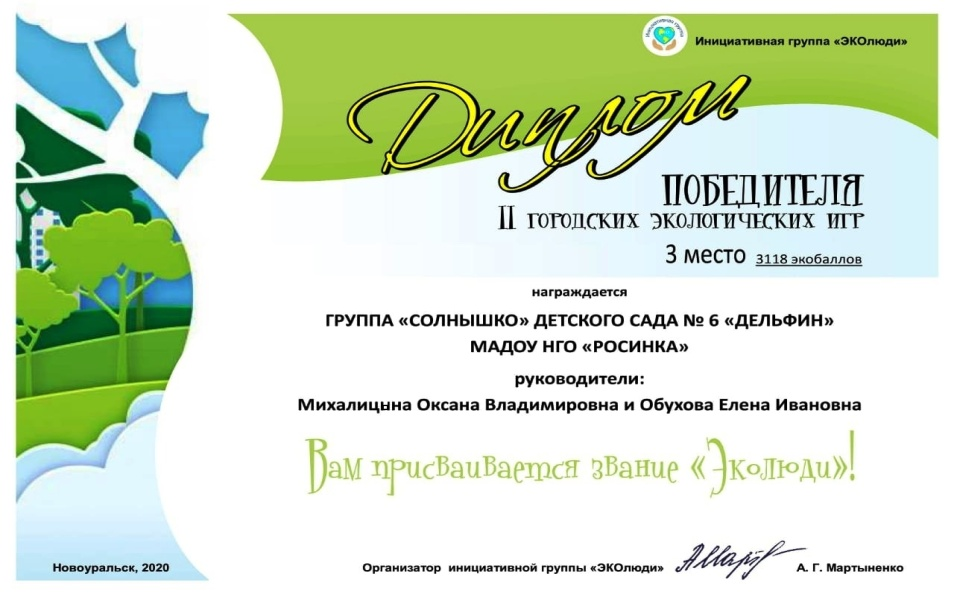 Инициативная группа «ЭКОлюди»
Диплом
ПОБЕДИТЕЛЯ
II ГОРОДСКИХ ЭКОЛОГИЧЕСКИХ ИГР
3 место 3118 экобаллов
награждается
ГРУППА «СОЛНЫШКО» ДЕТСКОГО САДА № 6 «ДЕЛЬФИН»
МАДОУ НГО «РОСИНКА»
руководители:
Михалицына Оксана Владимировна и Обухова Елена Ивановна
Вам присваивается звание «Эколюди»!
Новоуральск, 2020
Организатор инициативной группы «ЭКОлюди» А. Г. Мартыненко